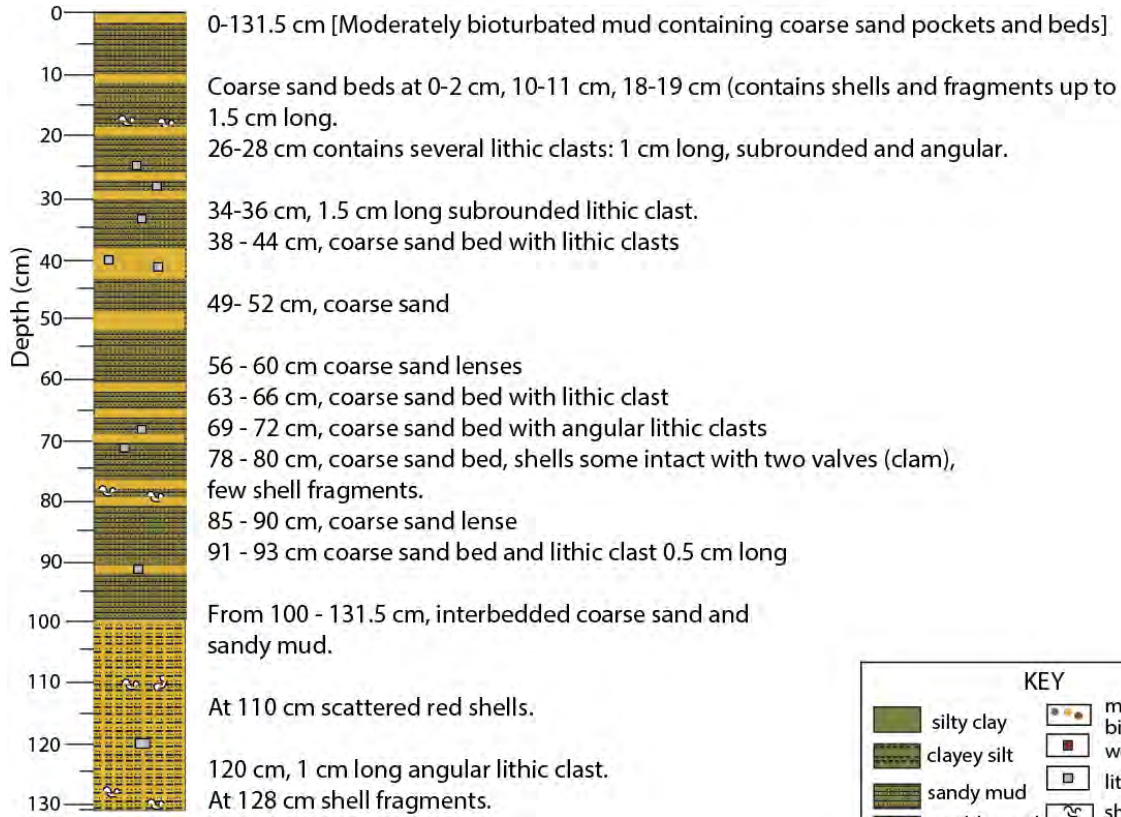 0-131.5 cm [Moderately bioturbated mud containing coarse sand pockets and beds]
Coarse sand beds at 0-2 cm, 10-11 cm, 18-19 cm (contains shells and fragments up to
1.5 cm long.
26-28 cm contains several lithic clasts: 1 cm long, subrounded and angular.
34-36 cm, 1.5 cm long subrounded lithic clast.
38 - 44 cm, coarse sand bed with lithic clasts
49- 52 cm, coarse sand
56 - 60 cm coarse sand lenses
63 - 66 cm, coarse sand bed with lithic clast
69 - 72 cm, coarse sand bed with angular lithic clasts
78 - 80 cm, coarse sand bed, shells some intact with two valves (clam),
few shell fragments.
85 - 90 cm, coarse sand lense
91 - 93 cm coarse sand bed and lithic clast 0.5 cm long
From 100 - 131.5 cm, interbedded coarse sand and
sandy mud.
At 110 cm scattered red shells.
120 cm, 1 cm long angular lithic clast.
At 128 cm shell fragments.
Depth (cm)
0
10
20
30
40
50
60
70
80
90
100
110
120
130
KEY
silty clay
clayey silt
sandy mud